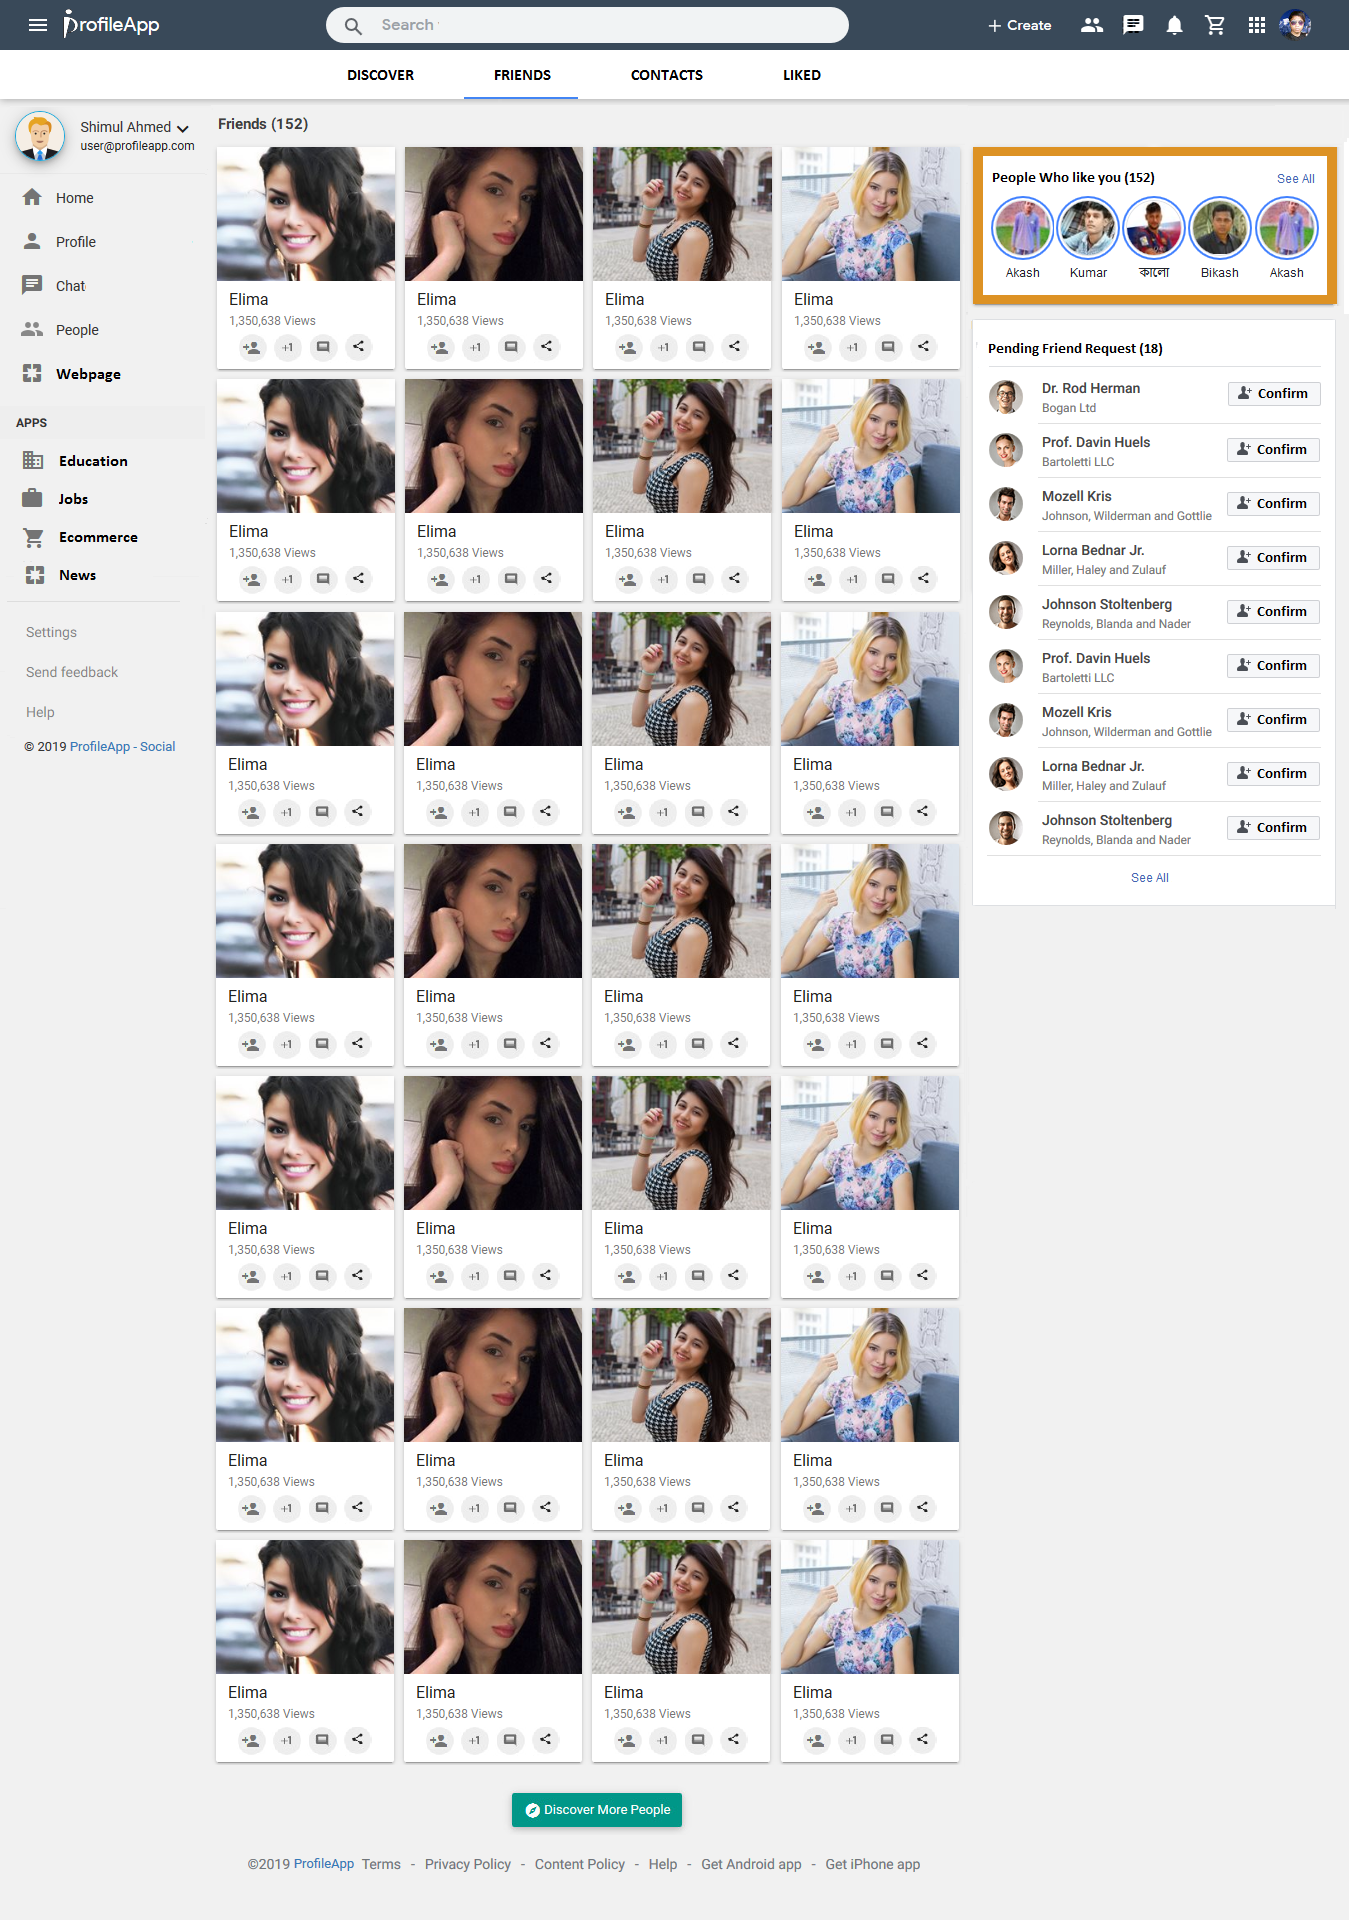 ProfileApp
Search
Create
DISCOVER
FRIENDS
CONTACTS
LIKED
Shimul Ahmed
user@profileapp.com
Home
Profile
Chat
People
Webpage
APPS
Education
Jobs
Ecommerce
News
Settings
Send feedback
Help
© 2019 ProfileApp - Social
Friends (152)
Elima
1,350,638 Views
+1
Elima
1,350,638 Views
+1
Elima
1,350,638 Views
+1
Elima
1,350,638 Views
+1
Elima
1,350,638 Views
+1
Elima
1,350,638 Views
+1
Elima
1,350,638 Views
+1
Elima
1,350,638 Views
+1
Elima
1,350,638 Views
+1
Elima
1,350,638 Views
+1
Elima
1,350,638 Views
+1
Elima
1,350,638 Views
+1
Elima
1,350,638 Views
+1
Elima
1,350,638 Views
+1
Elima
1,350,638 Views
+1
Elima
1,350,638 Views
+1
Elima
1,350,638 Views
+1
Elima
1,350,638 Views
+1
Elima
1,350,638 Views
+1
Elima
1,350,638 Views
+1
Elima
1,350,638 Views
+1
Elima
1,350,638 Views
+1
Elima
1,350,638 Views
+1
Elima
1,350,638 Views
+1
Elima
1,350,638 Views
+1
Elima
1,350,638 Views
+1
Elima
1,350,638 Views
+1
Elima
1,350,638 Views
+1
Discover More People
People Who like you (152)
See All
Akash
Kumar
কালো
Bikash
Akash
Pending Friend Request (18)
Dr. Rod Herman
Bogan Ltd
Confirm
Prof. Davin Huels
Bartoletti LLC
Confirm
Mozell Kris
Johnson, Wilderman and Gottlie
Confirm
Lorna Bednar Jr.
Miller, Haley and Zulauf
Confirm
Johnson Stoltenberg
Reynolds, Blanda and Nader
Confirm
Prof. Davin Huels
Bartoletti LLC
Confirm
Mozell Kris
Johnson, Wilderman and Gottlie
Confirm
Lorna Bednar Jr.
Miller, Haley and Zulauf
Confirm
Johnson Stoltenberg
Reynolds, Blanda and Nader
Confirm
See All
©2019 ProfileApp Terms - Privacy Policy - Content Policy - Help - Get Android app - Get iPhone app